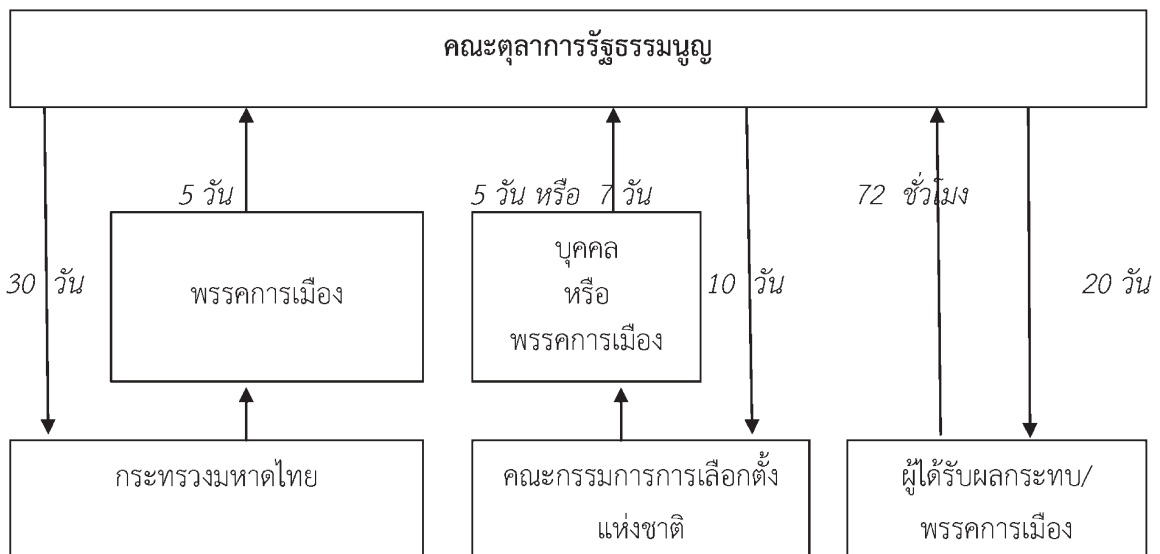 คณะตุลาการรัฐธรรมนูญ
5 วัน
5 วัน หรือ 7 วัน
72 ชั่วโมง
30 วัน
พรรคการเมือง
บุคคล
หรือ
พรรคการเมือง
10 วัน
20 วัน
กระทรวงมหาดไทย
คณะกรรมการการเลือกตั้ง
แห่งชาติ
ผู้ได้รับผลกระทบ/
พรรคการเมือง